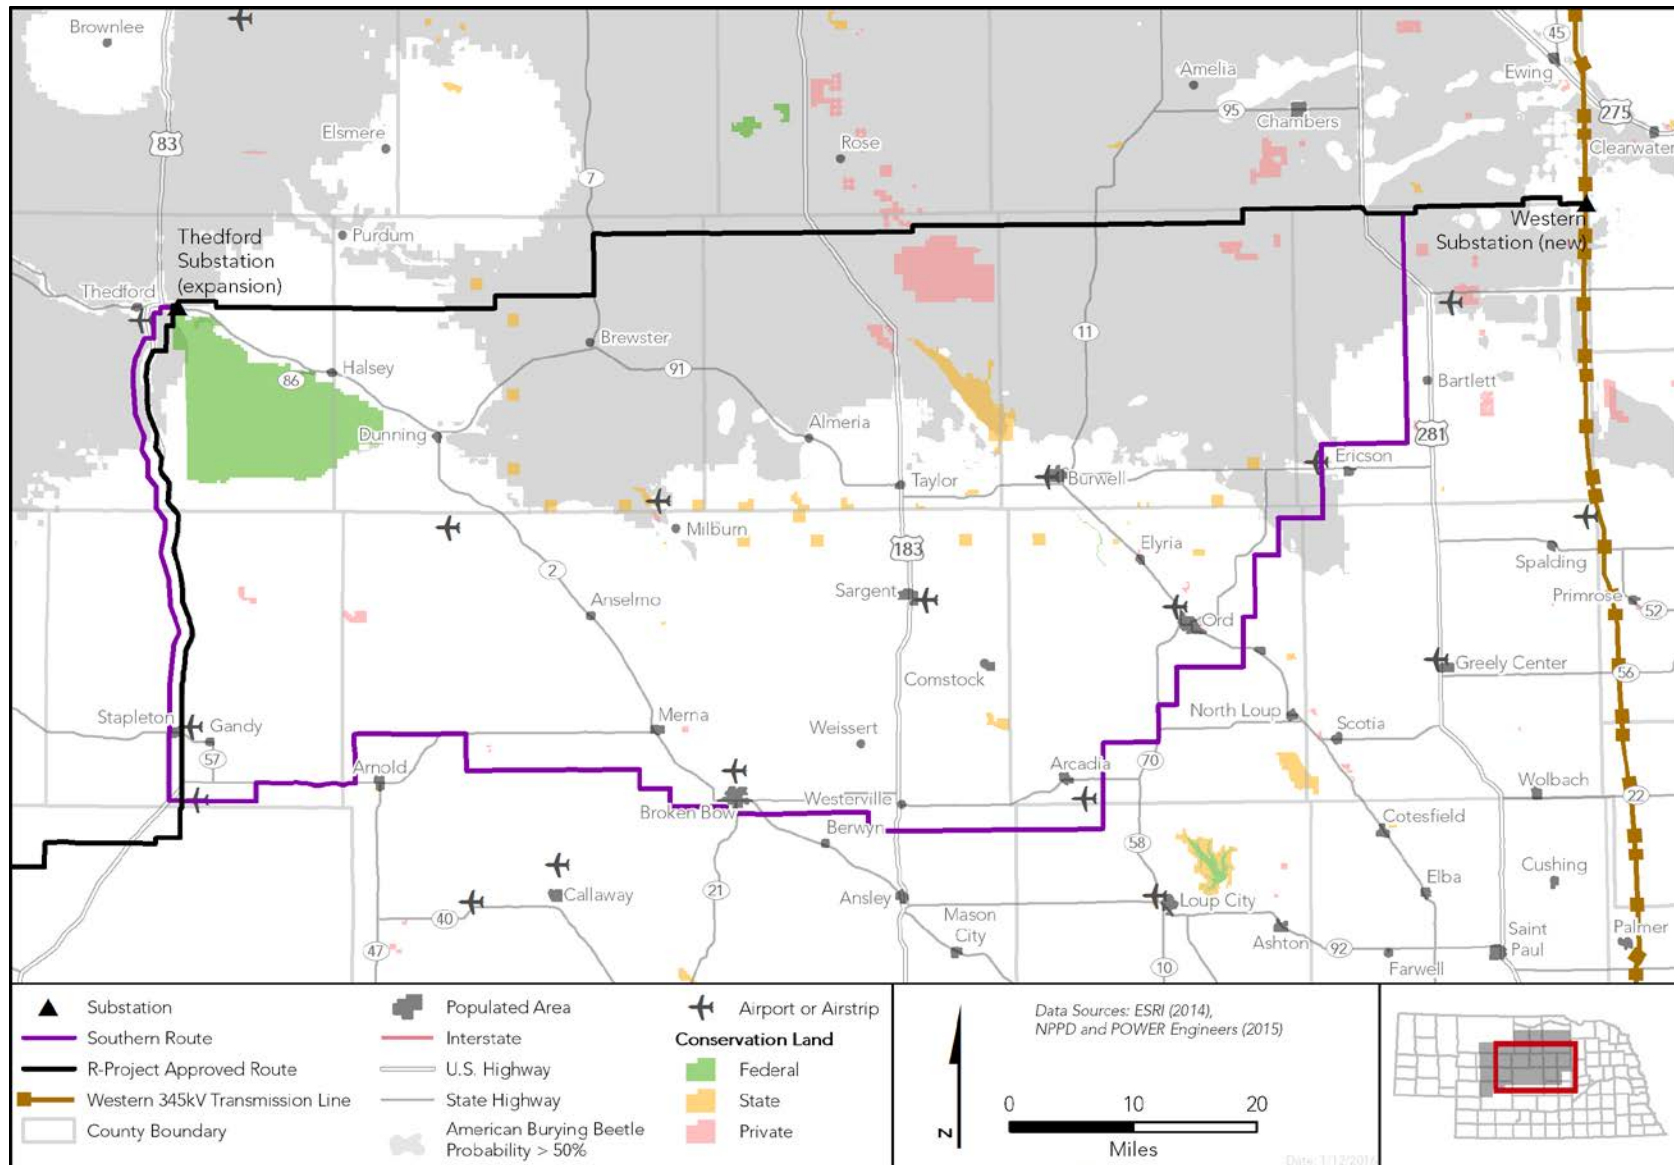 Brownlee
Amelia
45
Ewing
83
Elsmere
95
Chambers
275
Clearwater
Rose
7
Thedford
Substation
(expansion)
Purdum
Western
Substation (new)
Thedford
Brewster
11
Halsey
86
91
Bartlett
Dunning
Almeria
281
Ericson
Taylor
Burwell
Milburn
183
Elyria
Spalding
2
Sargent
Primrose
52
Anselmo
Ord
Comstock
Greely Center
56
Stapleton
Gandy
Merna
Weissert
North Loup
Scotia
57
Arnold
Arcadia
70
Wolbach
22
Broken Bow
Westerville
Berwyn
Cotesfield
58
Cushing
21
Callaway
Ansley
Elba
Loup City
40
Mason
City
Ashton
92
Saint
Paul
Palmer
47
10
Farwell
Substation
Southern Route
R-Project Approved Route
Western 345kV Transmission Line
County Boundary
Populated Area
Interstate
U.S. Highway
State Highway
American Burying Beetle
Probability > 50%
Airport or Airstrip
Conservation Land
Federal
State
Private
N
Data Sources: ESRI (2014),
NPPD and POWER Engineers (2015)
0 10 20
Miles
Date: 1/12/2016